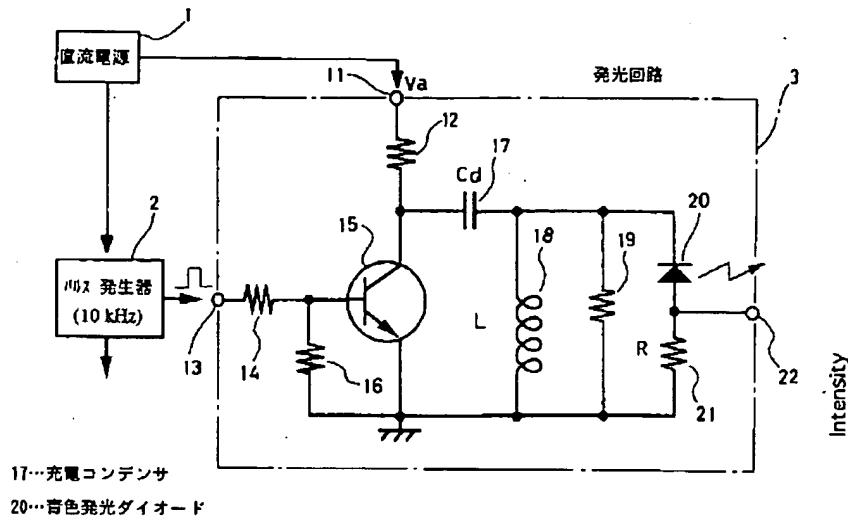 1
直流電源
11
Va
発光回路
3
12
17
Cd
20
2
15
18
19
パルス 発生器
(10 kHz)
13
14
16
L
R
21
22
Intensity
17…充電コンデンサ
20…青色発光ダイオード